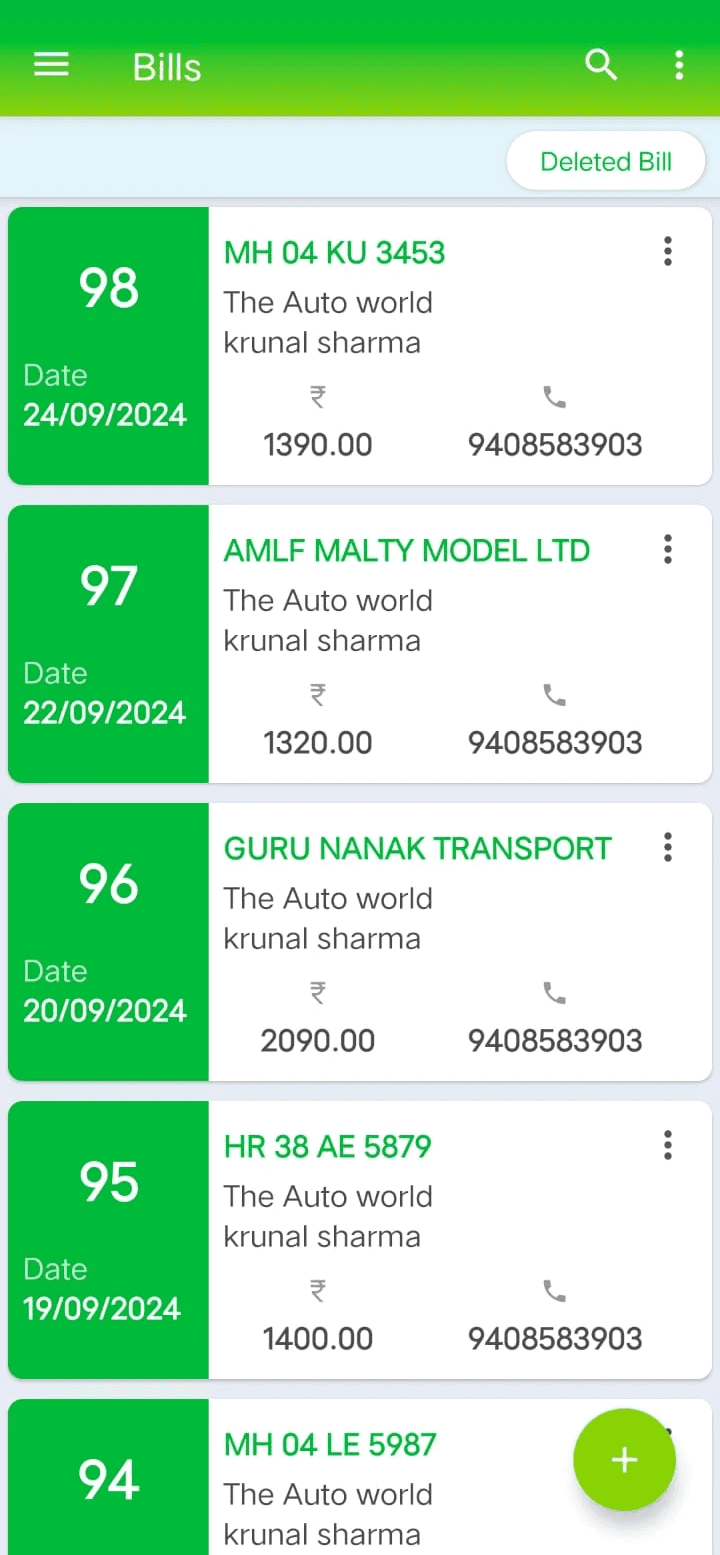 Bills
Deleted Bill
98
Date
24/09/2024
MH 04 KU 3453
The Auto world
krunal sharma
₹
1390.00
9408583903
97
Date
22/09/2024
AMLF MALTY MODEL LTD
The Auto world
krunal sharma
₹
1320.00
9408583903
96
Date
20/09/2024
GURU NANAK TRANSPORT
The Auto world
krunal sharma
₹
2090.00
9408583903
95
Date
19/09/2024
HR 38 AE 5879
The Auto world
krunal sharma
₹
1400.00
9408583903
94
MH 04 LE 5987
The Auto world
krunal sharma
+